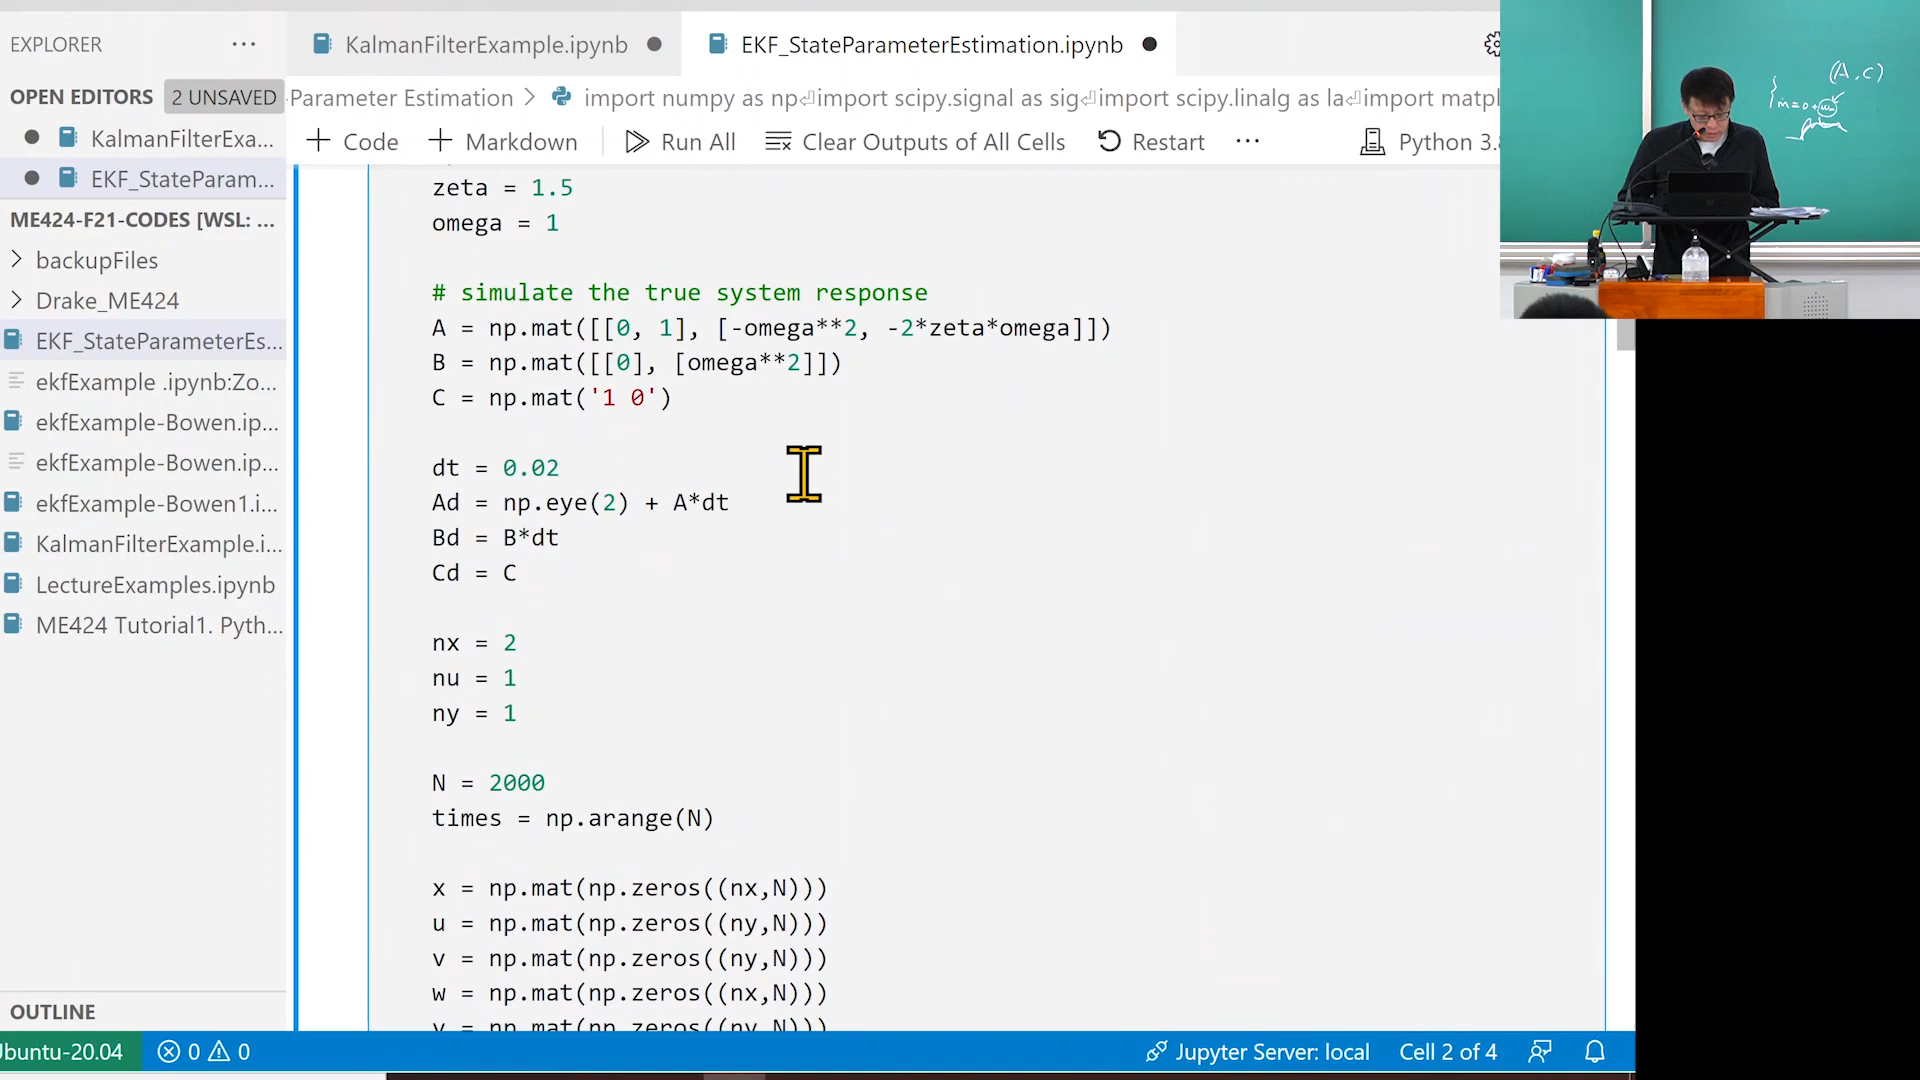 EXPLORER
···
KalmanFilterExample.ipynb
EKF_StateParameterEstimation.ipynb
OPEN EDITORS
2 UNSAVED
Parameter Estimation > import numpy as np⏎import scipy.signal as sig⏎import scipy.linalg as la⏎import matpl
KalmanFilterExa...
EKF_StateParam...
+ Code
+ Markdown
Run All
Clear Outputs of All Cells
Restart
···
Python 3.8
ME424-F21-CODES [WSL: ...
backupFiles
Drake_ME424
EKF_StateParameterEs...
ekfExample .ipynb:Zo...
ekfExample-Bowen.ip...
ekfExample-Bowen.ip...
ekfExample-Bowen1.i...
KalmanFilterExample.i...
LectureExamples.ipynb
ME424 Tutorial1. Pyth...
OUTLINE
zeta = 1.5
omega = 1
# simulate the true system response
A = np.mat([[0, 1], [-omega**2, -2*zeta*omega]])
B = np.mat([[0], [omega**2]])
C = np.mat('1 0')
dt = 0.02
Ad = np.eye(2) + A*dt
Bd = B*dt
Cd = C
nx = 2
nu = 1
ny = 1
N = 2000
times = np.arange(N)
x = np.mat(np.zeros((nx,N)))
u = np.mat(np.zeros((ny,N)))
v = np.mat(np.zeros((ny,N)))
w = np.mat(np.zeros((nx,N)))
y = np.mat(np.zeros((ny,N)))
(A, C)
Ubuntu-20.04
0
0
Jupyter Server: local
Cell 2 of 4